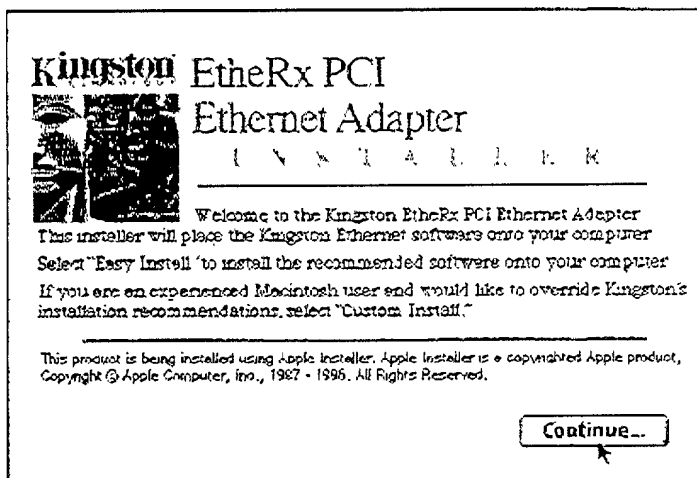 Kingston
EtheRx PCI
Ethernet Adapter
INSTALLER
Welcome to the Kingston EtheRx PCI Ethernet Adapter
This installer will place the Kingston Ethernet software onto your computer
Select "Easy Install" to install the recommended software onto your computer
If you are an experienced Macintosh user and would like to override Kingston's
installation recommendations, select "Custom Install."
This product is being installed using Apple Installer. Apple Installer is a copyrighted Apple product,
Copyright © Apple Computer, Inc., 1987 - 1996. All Rights Reserved.
Continue...